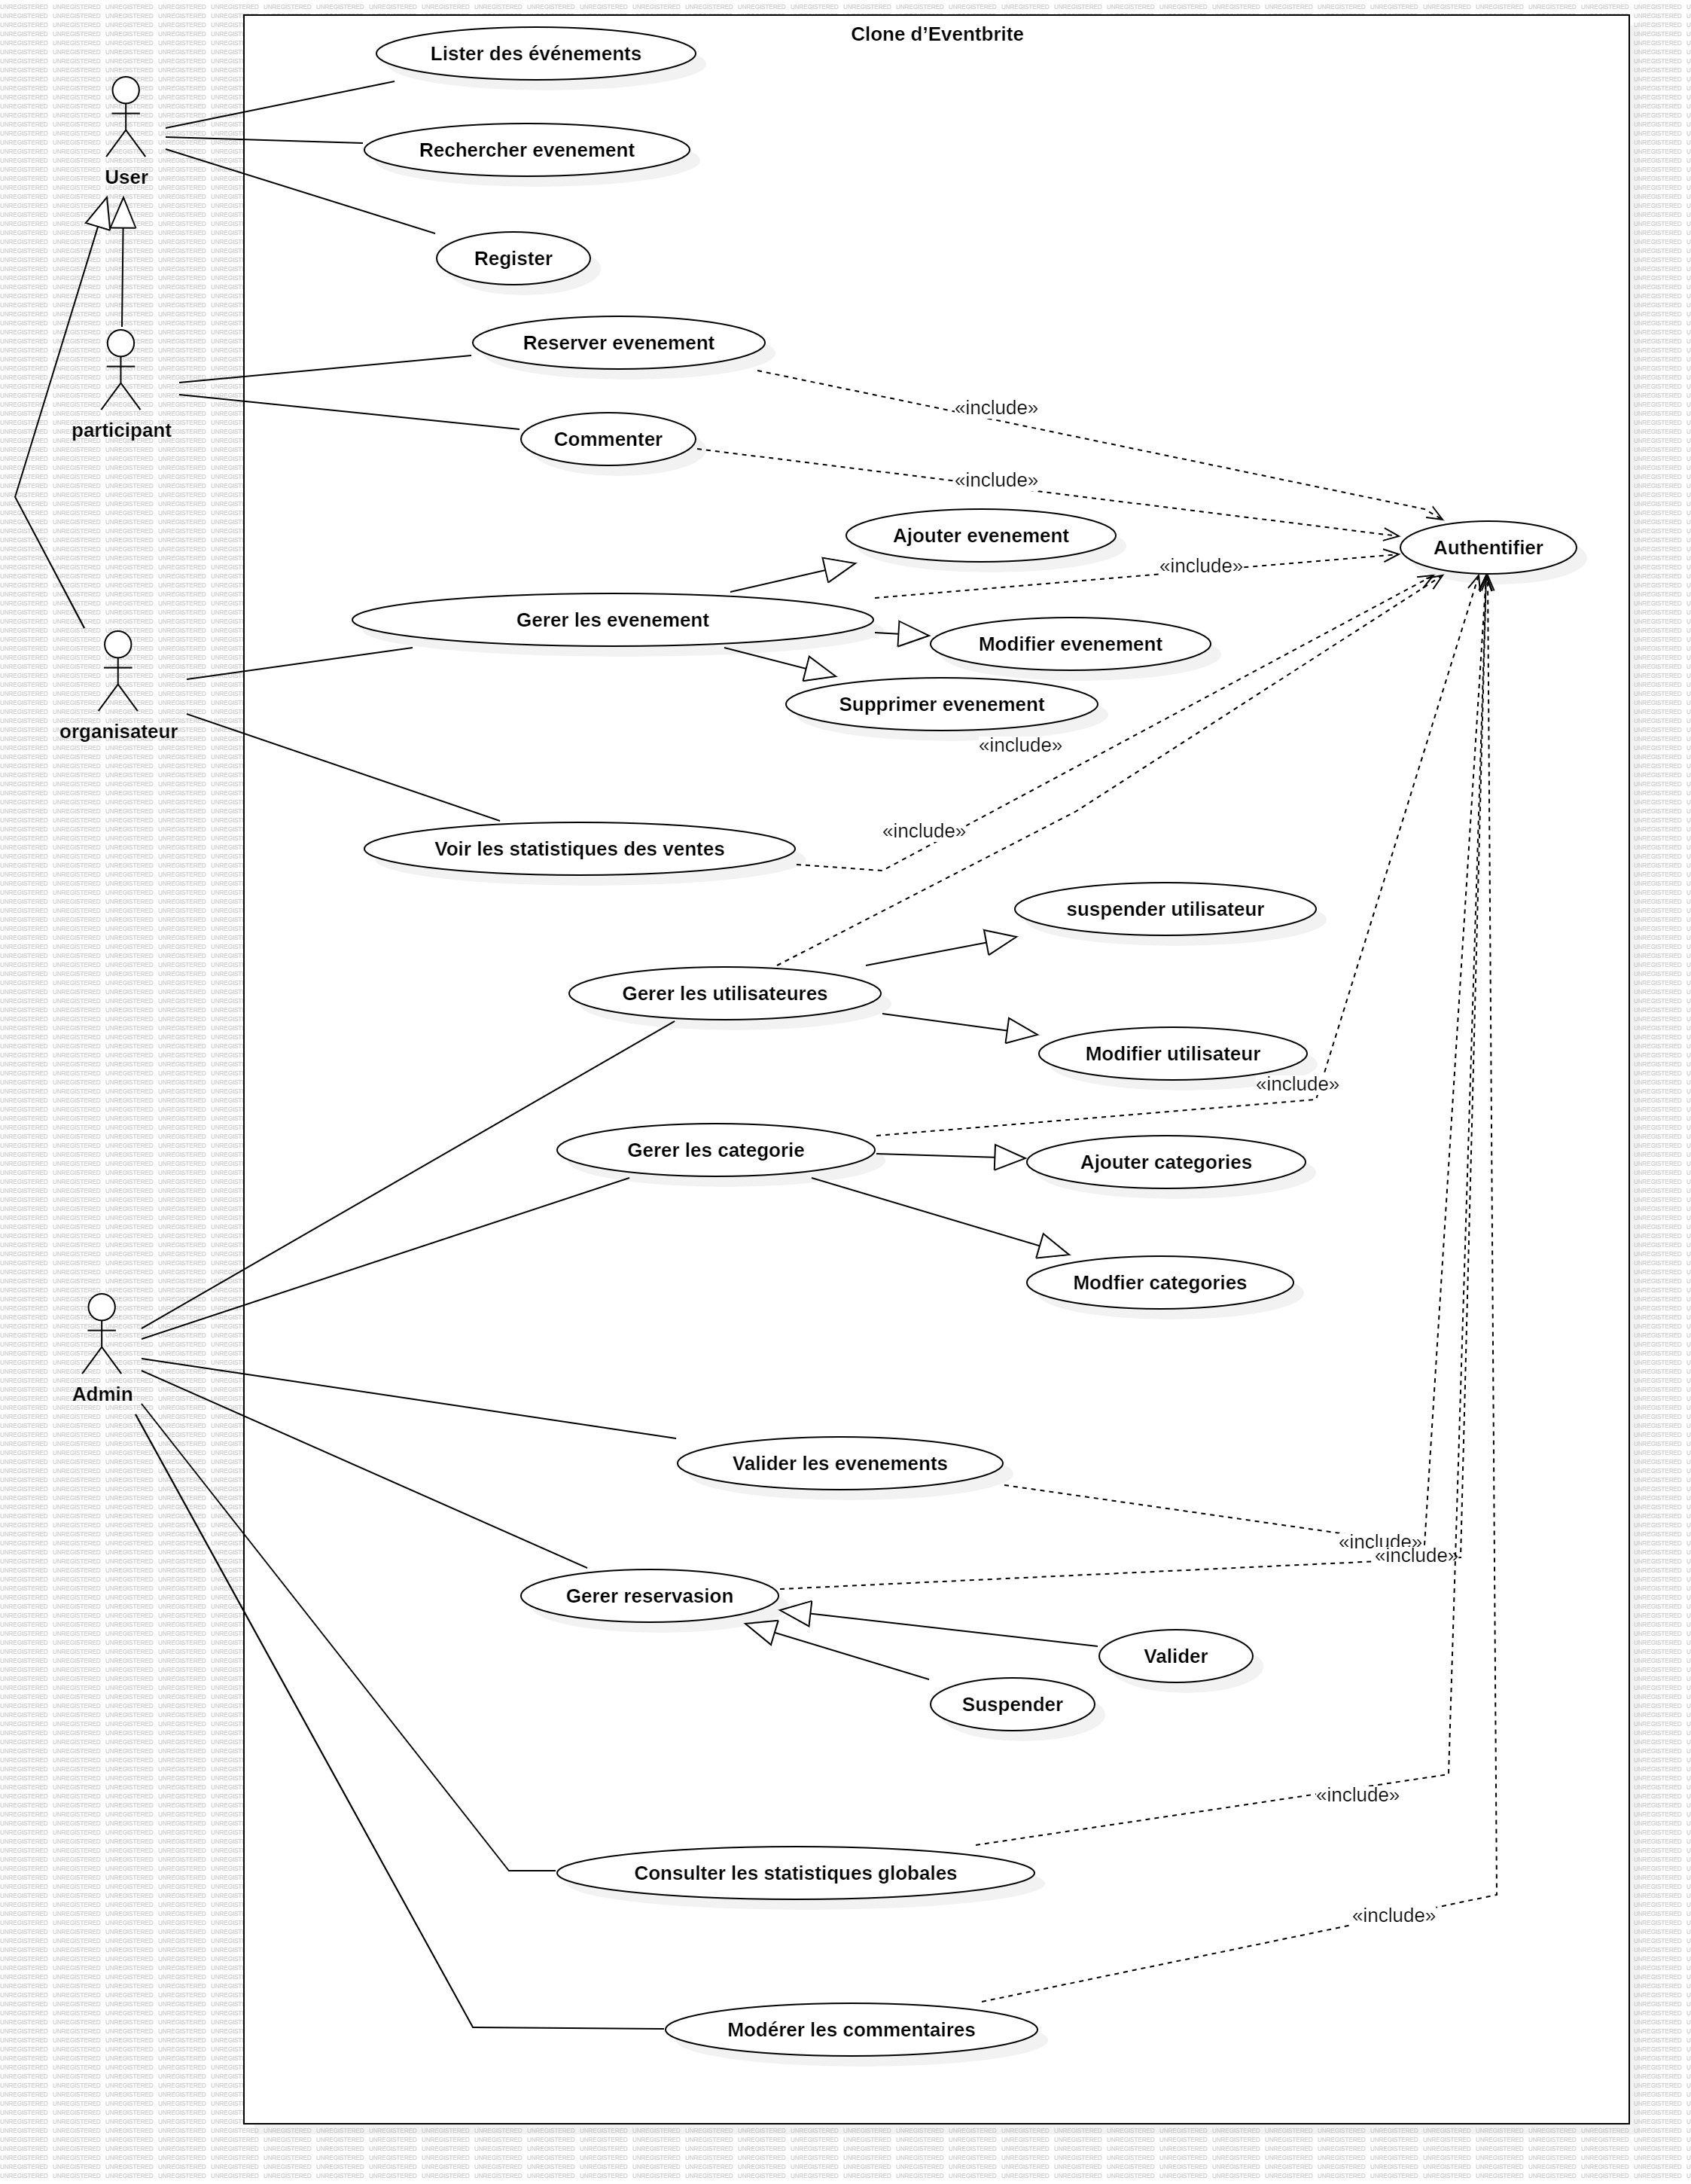 Clone d’Eventbrite
Lister des événements
Rechercher evenement
User
Register
Reserver evenement
«include»
participant
Commenter
«include»
Ajouter evenement
Authentifier
«include»
Gerer les evenement
Modifier evenement
Supprimer evenement
organisateur
«include»
«include»
Voir les statistiques des ventes
suspender utilisateur
Gerer les utilisateures
Modifier utilisateur
«include»
Gerer les categorie
Ajouter categories
Modfier categories
Admin
Valider les evenements
«include»
«include»
Gerer reservasion
Valider
Suspender
«include»
Consulter les statistiques globales
«include»
Modérer les commentaires
UNREGISTERED